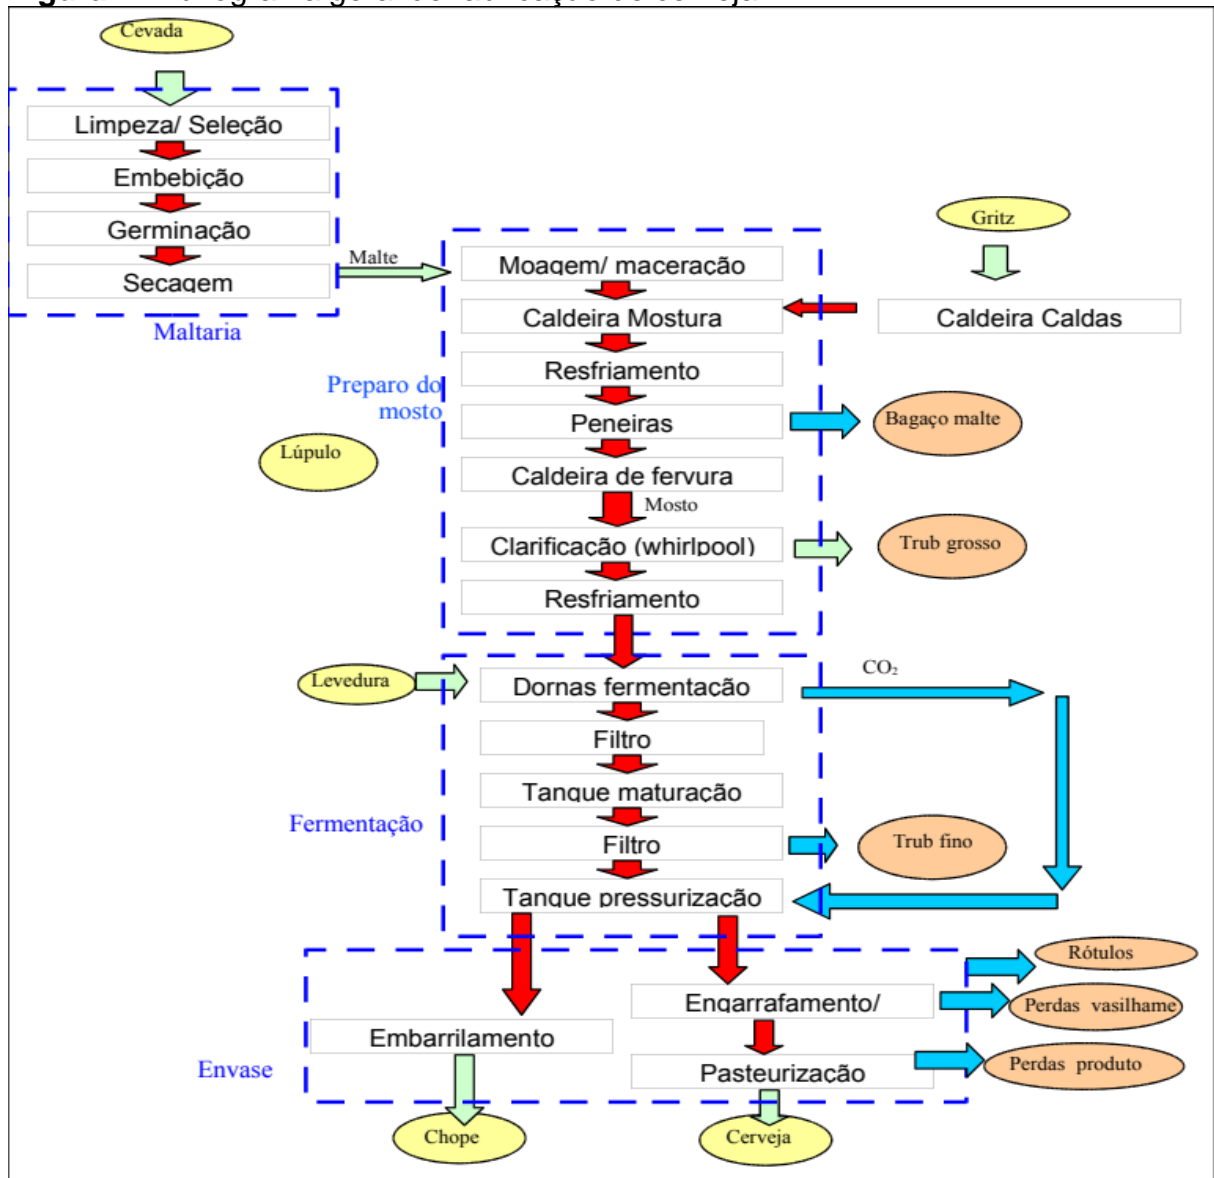 Cevada
Limpeza/ Seleção
Embebição
Germinação
Secagem
Maltaria
Malte
Gritz
Moagem/ maceração
Caldeira Mostura
Caldeira Caldas
Resfriamento
Preparo do
mosto
Peneiras
Bagaço malte
Lúpulo
Caldeira de fervura
Mosto
Clarificação (whirlpool)
Trub grosso
Resfriamento
Levedura
Dornas fermentação
CO₂
Filtro
Tanque maturação
Fermentação
Filtro
Trub fino
Tanque pressurização
Rótulos
Engarrafamento/
Perdas vasilhame
Embarrilamento
Envase
Pasteurização
Perdas produto
Chope
Cerveja